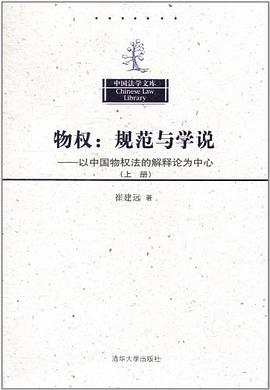 中国法学文库
Chinese Law
Library
物权：规范与学说
——以中国物权法的解释论为中心
（上 册）
崔建远 著
清华大学出版社